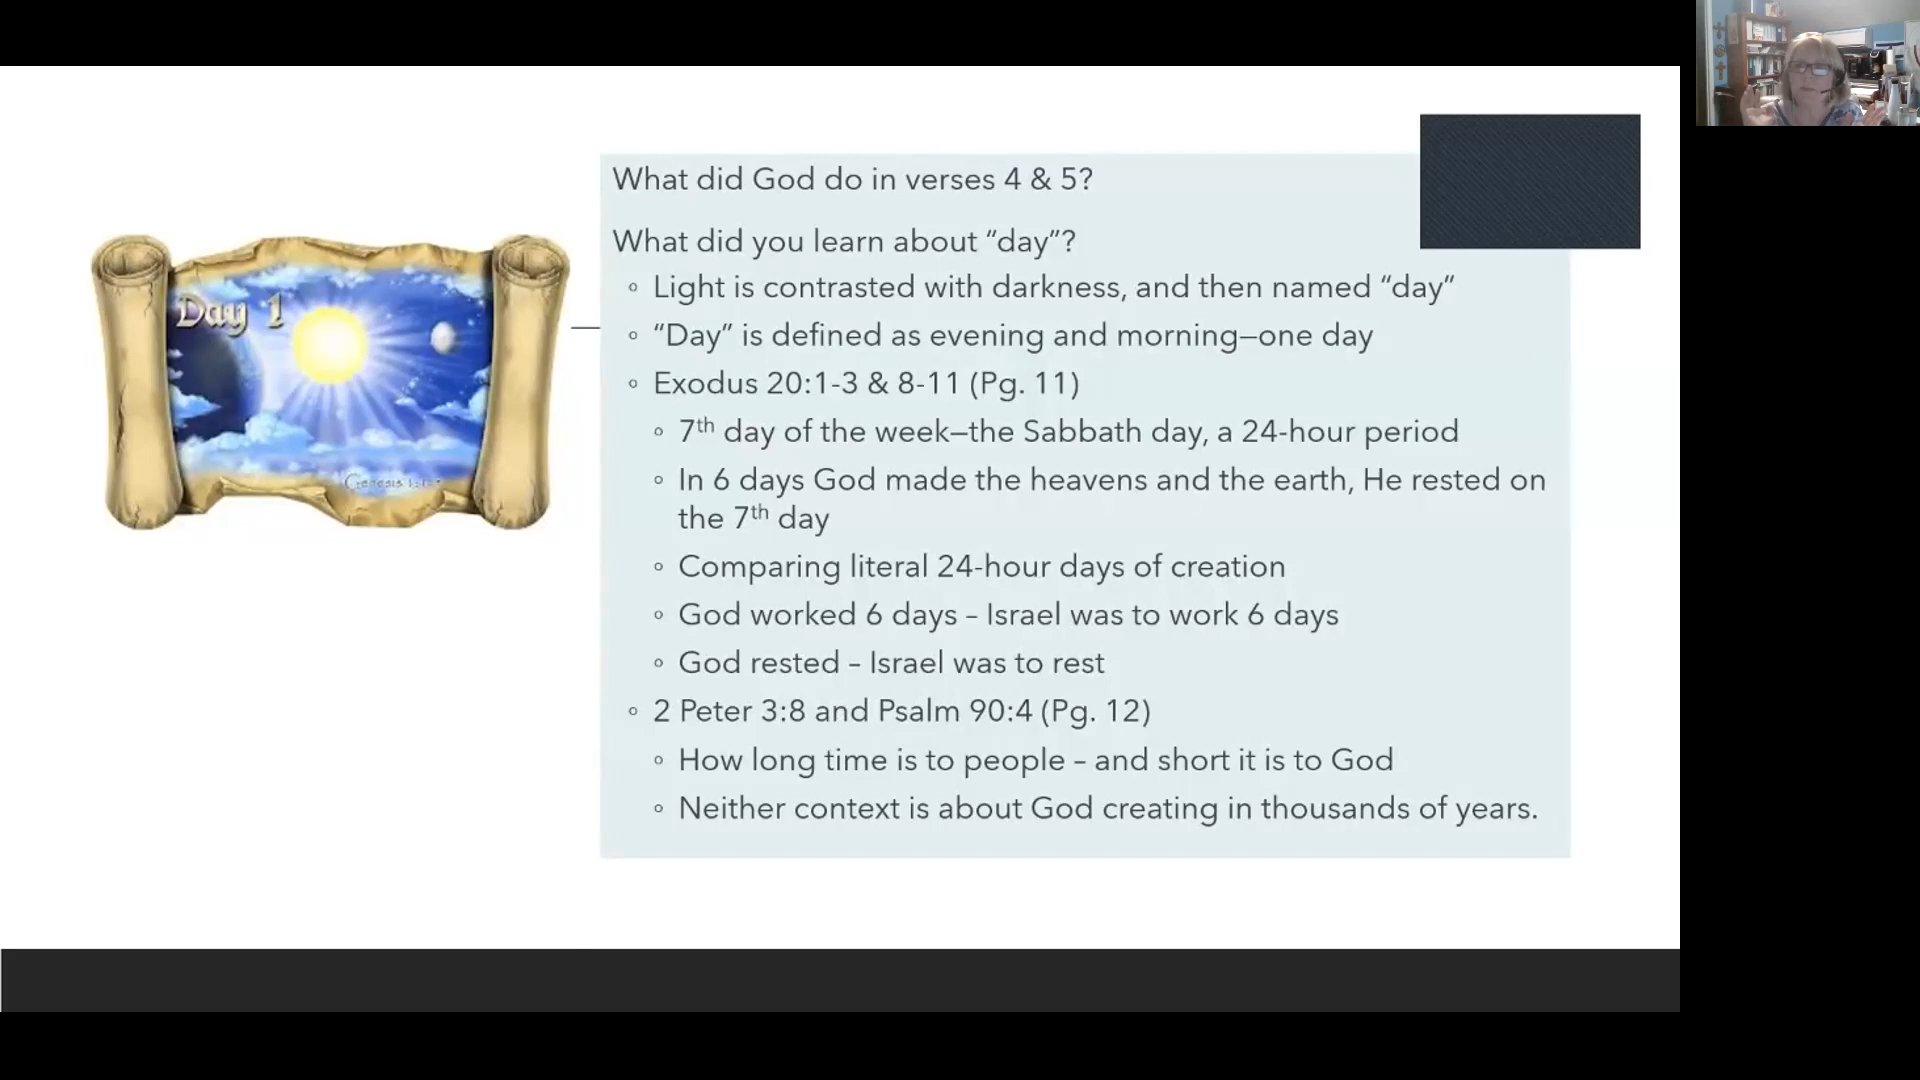 Day 1
What did God do in verses 4 & 5?
What did you learn about “day”?
◦ Light is contrasted with darkness, and then named “day”
◦ “Day” is defined as evening and morning—one day
◦ Exodus 20:1-3 & 8-11 (Pg. 11)
◦ 7th day of the week—the Sabbath day, a 24-hour period
◦ In 6 days God made the heavens and the earth, He rested on
the 7th day
◦ Comparing literal 24-hour days of creation
◦ God worked 6 days – Israel was to work 6 days
◦ God rested – Israel was to rest
◦ 2 Peter 3:8 and Psalm 90:4 (Pg. 12)
◦ How long time is to people – and short it is to God
◦ Neither context is about God creating in thousands of years.